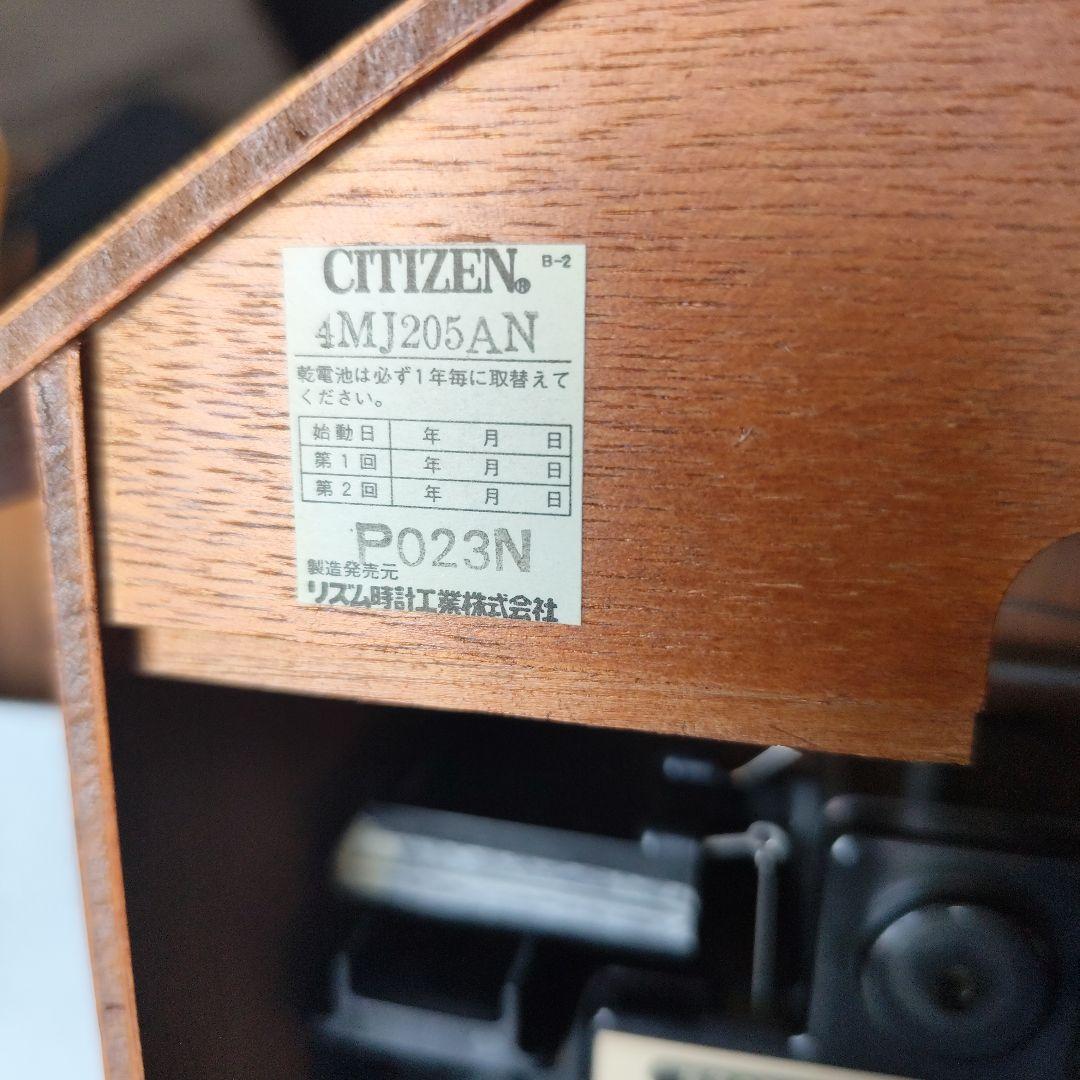 CITIZEN® B-2
4MJ205AN
乾電池は必ず1年毎に取替えて
ください。
始動日 年 月 日
第1回 年 月 日
第2回 年 月 日
P023N
製造発売元
リズム時計工業株式会社